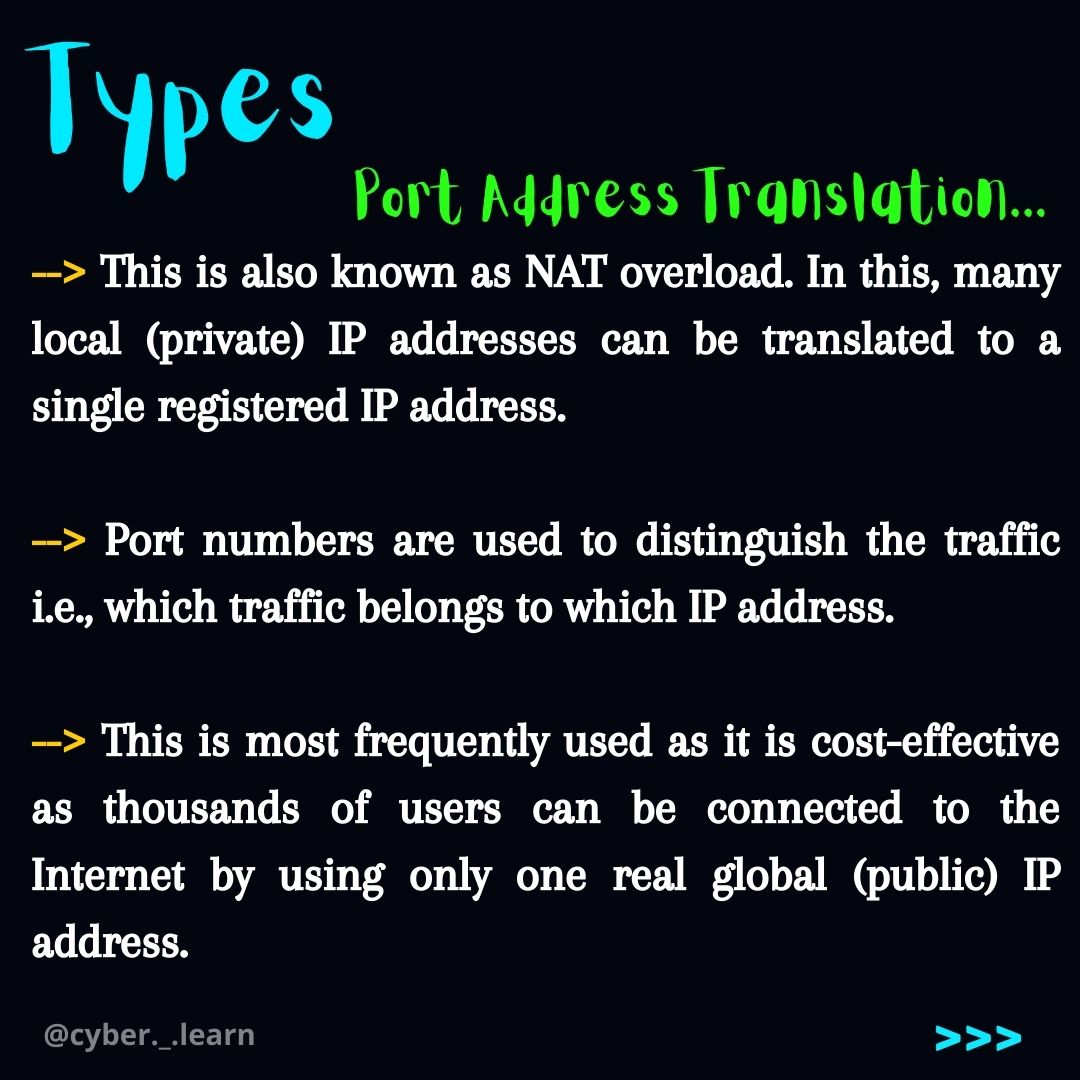 Types
Port Address Translation...
--> This is also known as NAT overload. In this, many
local (private) IP addresses can be translated to a
single registered IP address.
--> Port numbers are used to distinguish the traffic
i.e., which traffic belongs to which IP address.
--> This is most frequently used as it is cost-effective
as thousands of users can be connected to the
Internet by using only one real global (public) IP
address.
@cyber._.learn
>>>